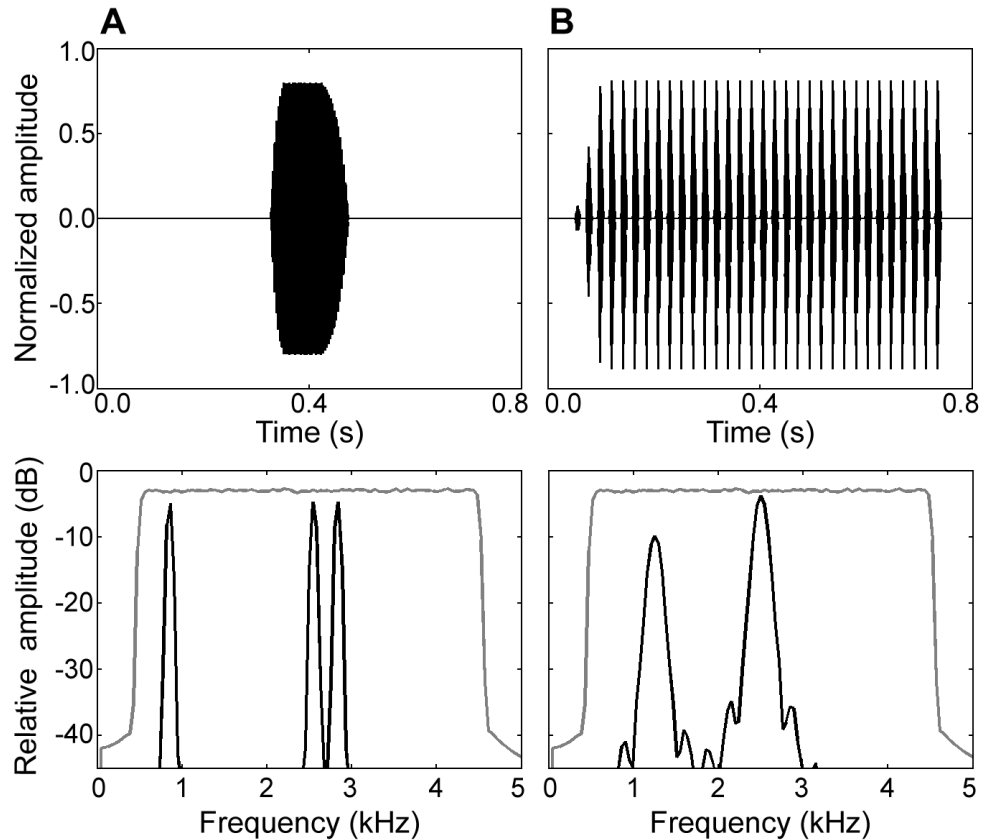 A
B
Normalized amplitude
1.0
0.5
0.0
-0.5
-1.0
0.0 0.4 0.8
Time (s)
0.0 0.4 0.8
Time (s)
Relative amplitude (dB)
0
-10
-20
-30
-40
0 1 2 3 4 5
Frequency (kHz)
0 1 2 3 4 5
Frequency (kHz)